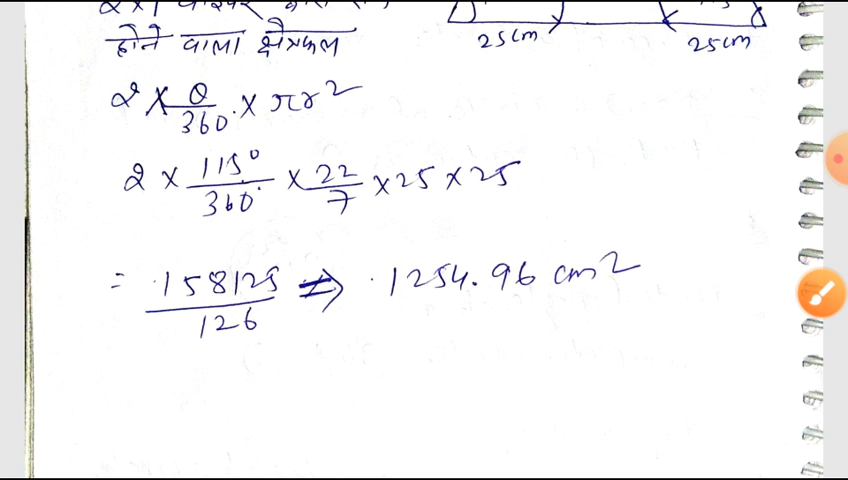 होने वाला क्षेत्रफल
25cm 25cm
2 × θ/360 × πr²
2 × 115°/360° × 22/7 × 25 × 25
= 158125/126 ⇒ 1254.96 cm²